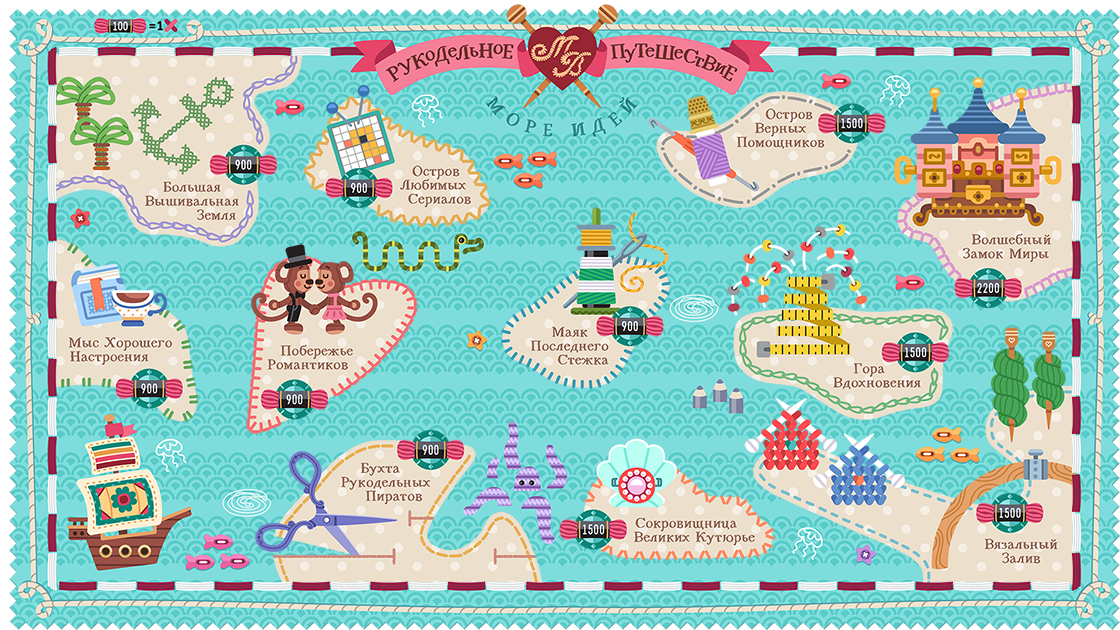 100 =1
РУКОДЕЛЬНОЕ МВ ПУТЕШЕСТВИЕ
МОРЕ ИДЕЙ
900
Большая
Вышивальная
Земля
900
Остров
Любимых
Сериалов
Остров
Верных
Помощников
1500
Волшебный
Замок Миры
2200
Мыс Хорошего
Настроения
900
Побережье
Романтиков
900
900
Маяк
Последнего
Стежка
1500
Гора
Вдохновения
900
Бухта
Рукодельных
Пиратов
1500
Сокровищница
Великих Кутюрье
1500
Вязальный
Залив